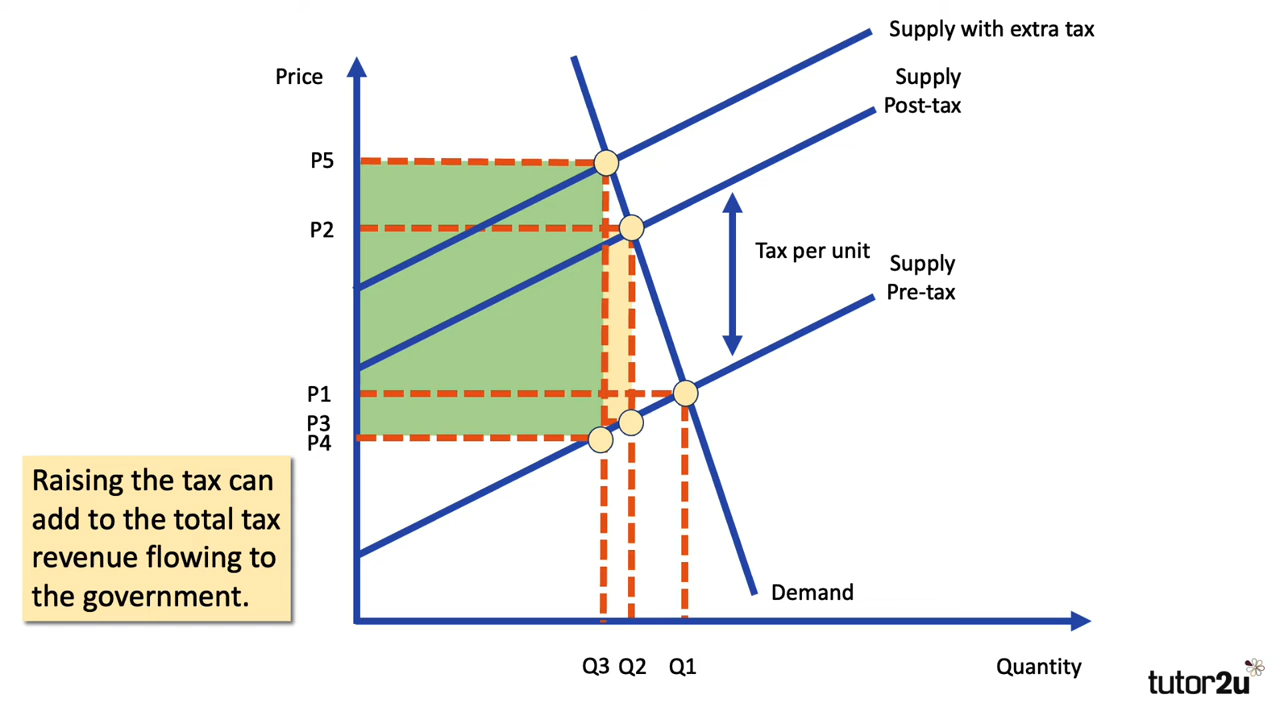 Supply with extra tax
Price
Supply
Post-tax
P5
P2
Tax per unit
Supply
Pre-tax
P1
P3
P4
Raising the tax can
add to the total tax
revenue flowing to
the government.
Demand
Q3 Q2 Q1
Quantity
tutor2u